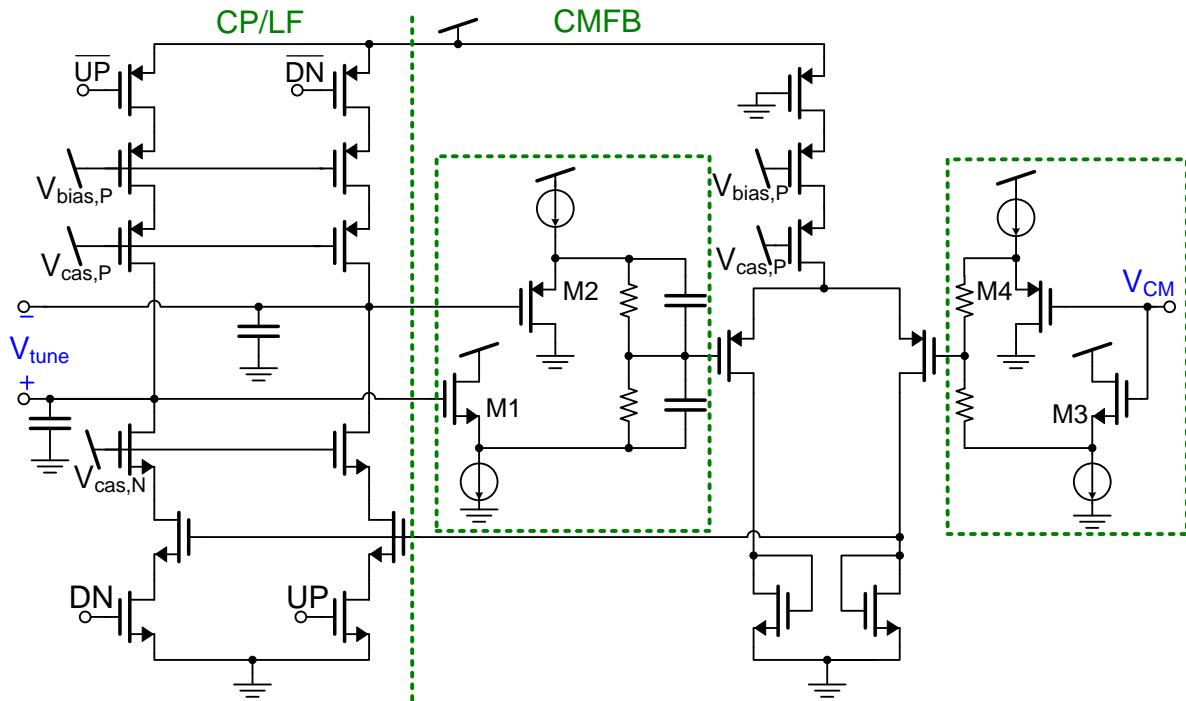 CP/LF
CMFB
UP
DN
Vbias,P
Vcas,P
Vbias,P
Vcas,P
M2
M4
VCM
−
Vtune
+
M1
M3
Vcas,N
DN
UP